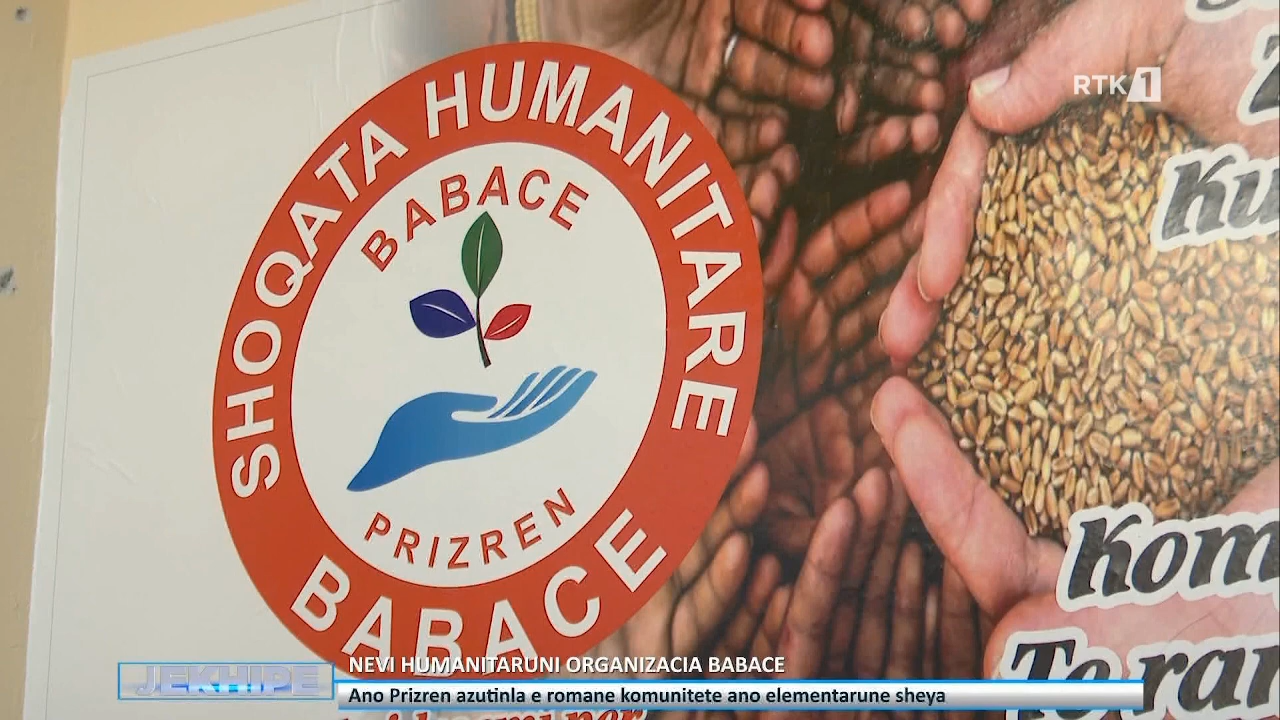 RTK 1
SHOQATA HUMANITARE
BABACE
PRIZREN
BABACE
Ku
Kom
Te
NEVI HUMANITARUNI ORGANIZACIA BABACE
JEKHIPE
Ano Prizren azutinla e romane komunitete ano elementarune sheya